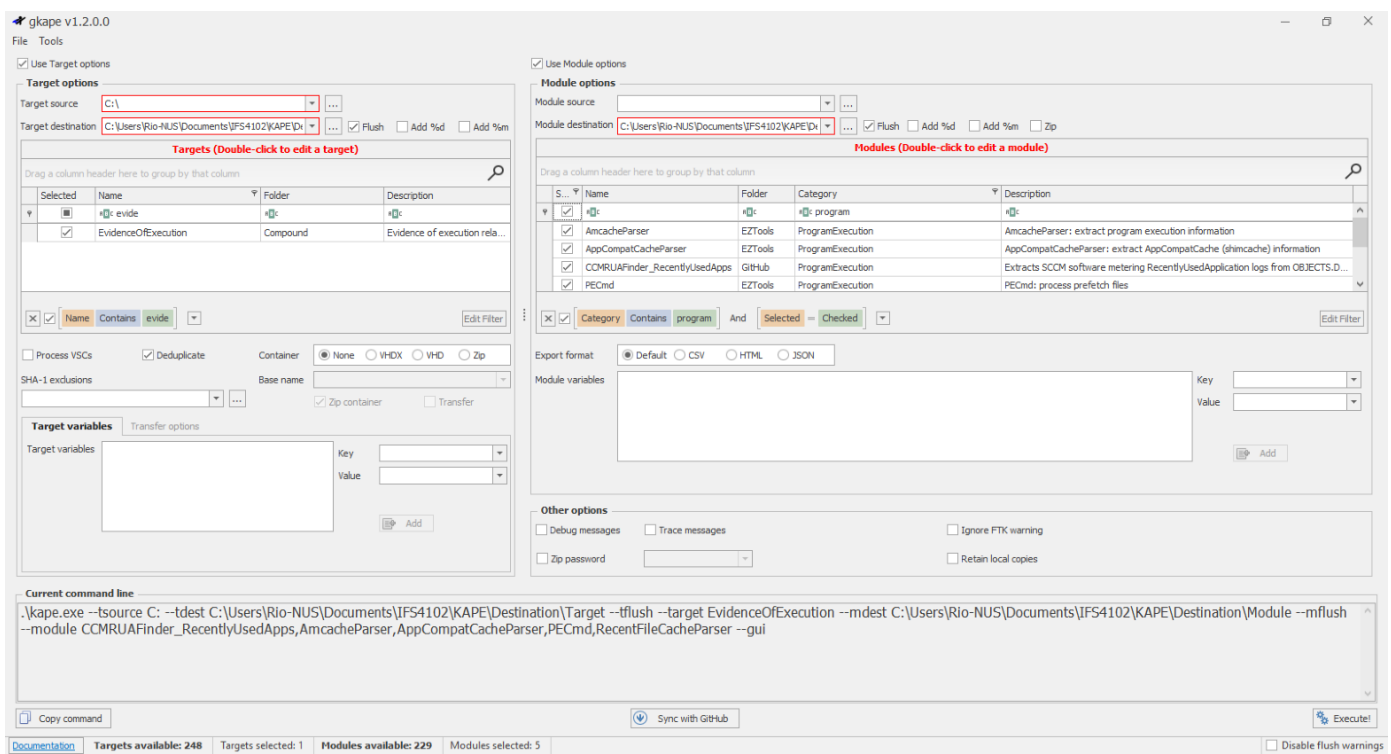 gkape v1.2.0.0
File Tools
Use Target options
Target options
Target source C:\ ...
Target destination C:\Users\Rio-NUS\Documents\IFS4102\KAPE\De ... Flush Add %d Add %m
Targets (Double-click to edit a target)
Drag a column header here to group by that column
Selected Name Folder Description
evide
EvidenceOfExecution Compound Evidence of execution rela...
Name Contains evide Edit Filter
Process VSCs Deduplicate Container None VHDX VHD Zip
SHA-1 exclusions Base name
... Zip container Transfer
Target variables Transfer options
Target variables Key
Value
Add
Use Module options
Module options
Module source ...
Module destination C:\Users\Rio-NUS\Documents\IFS4102\KAPE\De ... Flush Add %d Add %m Zip
Modules (Double-click to edit a module)
Drag a column header here to group by that column
S... Name Folder Category Description
program
AmcacheParser EZTools ProgramExecution AmcacheParser: extract program execution information
AppCompatCacheParser EZTools ProgramExecution AppCompatCacheParser: extract AppCompatCache (shimcache) information
CCMRUAFinder_RecentlyUsedApps GitHub ProgramExecution Extracts SCCM software metering RecentlyUsedApplication logs from OBJECTS.D...
PECmd EZTools ProgramExecution PECmd: process prefetch files
Category Contains program And Selected = Checked Edit Filter
Export format Default CSV HTML JSON
Module variables Key
Value
Add
Other options
Debug messages Trace messages Ignore FTK warning
Zip password Retain local copies
Current command line
.\kape.exe --tsource C: --tdest C:\Users\Rio-NUS\Documents\IFS4102\KAPE\Destination\Target --tflush --target EvidenceOfExecution --mdest C:\Users\Rio-NUS\Documents\IFS4102\KAPE\Destination\Module --mflush
--module CCMRUAFinder_RecentlyUsedApps,AmcacheParser,AppCompatCacheParser,PECmd,RecentFileCacheParser --gui
Copy command Sync with GitHub Execute!
Documentation Targets available: 248 Targets selected: 1 Modules available: 229 Modules selected: 5 Disable flush warnings